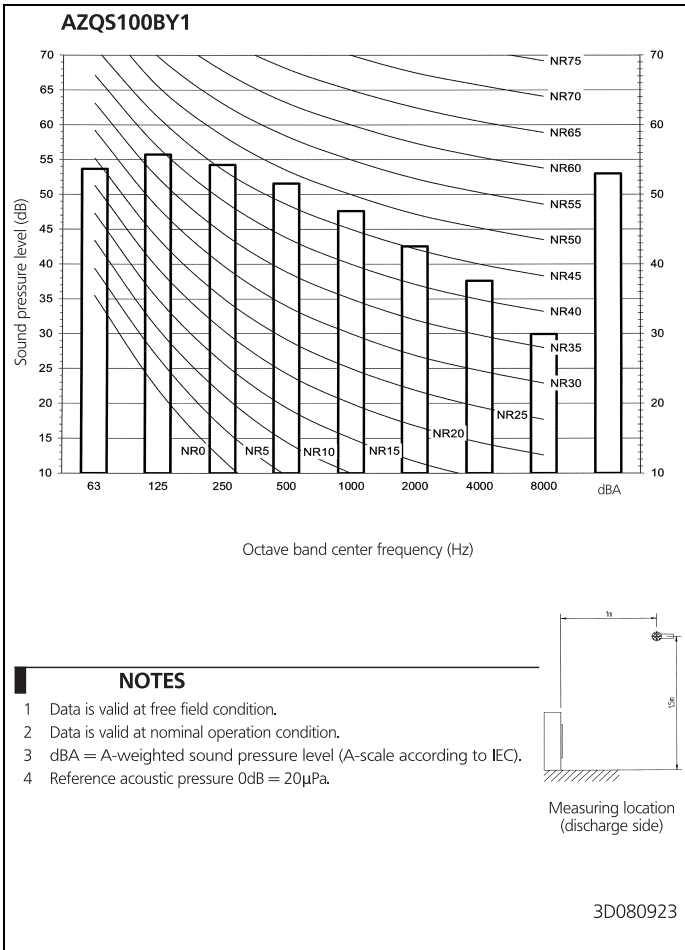 AZQS100BY1
70
65
60
55
50
45
40
35
30
25
20
15
10
Sound pressure level (dB)
70
60
50
40
30
20
10
NR75
NR70
NR65
NR60
NR55
NR50
NR45
NR40
NR35
NR30
NR25
NR20
NR0 NR5 NR10 NR15
63 125 250 500 1000 2000 4000 8000 dBA
Octave band center frequency (Hz)
NOTES
1 Data is valid at free field condition.
2 Data is valid at nominal operation condition.
3 dBA = A-weighted sound pressure level (A-scale according to IEC).
4 Reference acoustic pressure 0dB = 20µPa.
1m
1.5m
Measuring location
(discharge side)
3D080923